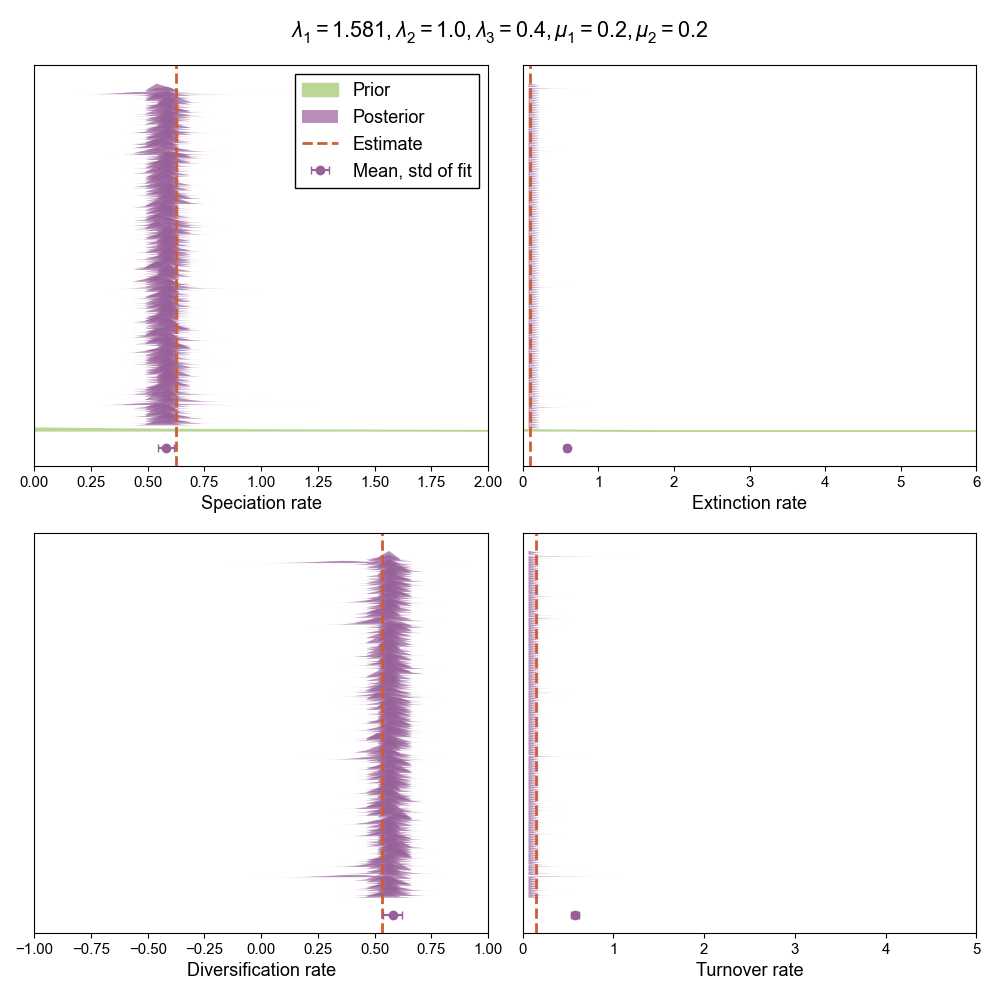 λ₁ = 1.581, λ₂ = 1.0, λ₃ = 0.4, μ₁ = 0.2, μ₂ = 0.2
Prior
Posterior
Estimate
Mean, std of fit
0.00 0.25 0.50 0.75 1.00 1.25 1.50 1.75 2.00
Speciation rate
0 1 2 3 4 5 6
Extinction rate
−1.00 −0.75 −0.50 −0.25 0.00 0.25 0.50 0.75 1.00
Diversification rate
0 1 2 3 4 5
Turnover rate